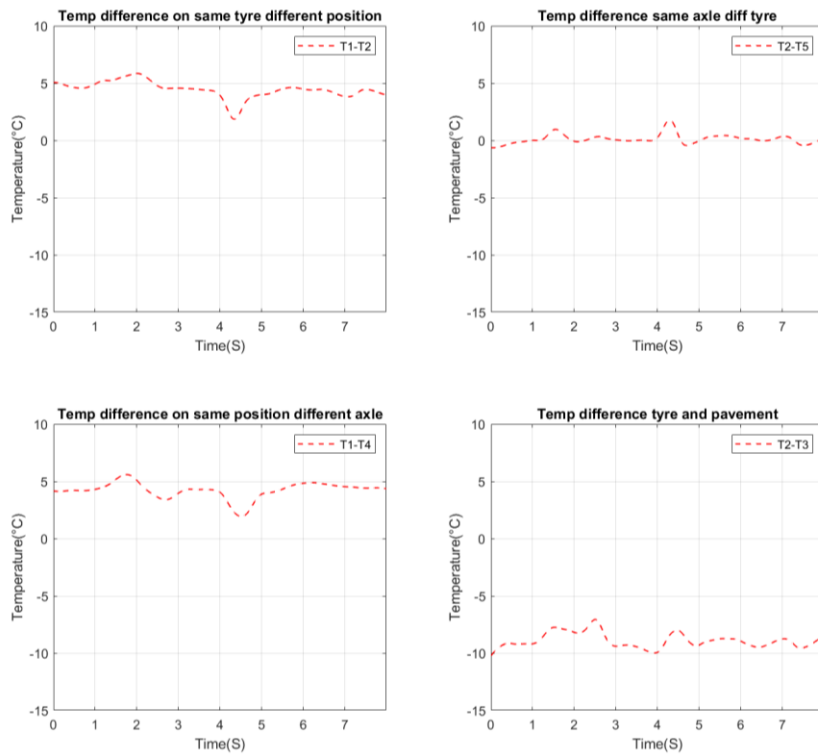 Temp difference on same tyre different position
10
T1-T2
5
0
-5
-10
-15
Temperature(°C)
0 1 2 3 4 5 6 7
Time(S)
Temp difference same axle diff tyre
10
T2-T5
5
0
-5
-10
-15
Temperature(°C)
0 1 2 3 4 5 6 7
Time(S)
Temp difference on same position different axle
10
T1-T4
5
0
-5
-10
-15
Temperature(°C)
0 1 2 3 4 5 6 7
Time(S)
Temp difference tyre and pavement
10
T2-T3
5
0
-5
-10
-15
Temperature(°C)
0 1 2 3 4 5 6 7
Time(S)